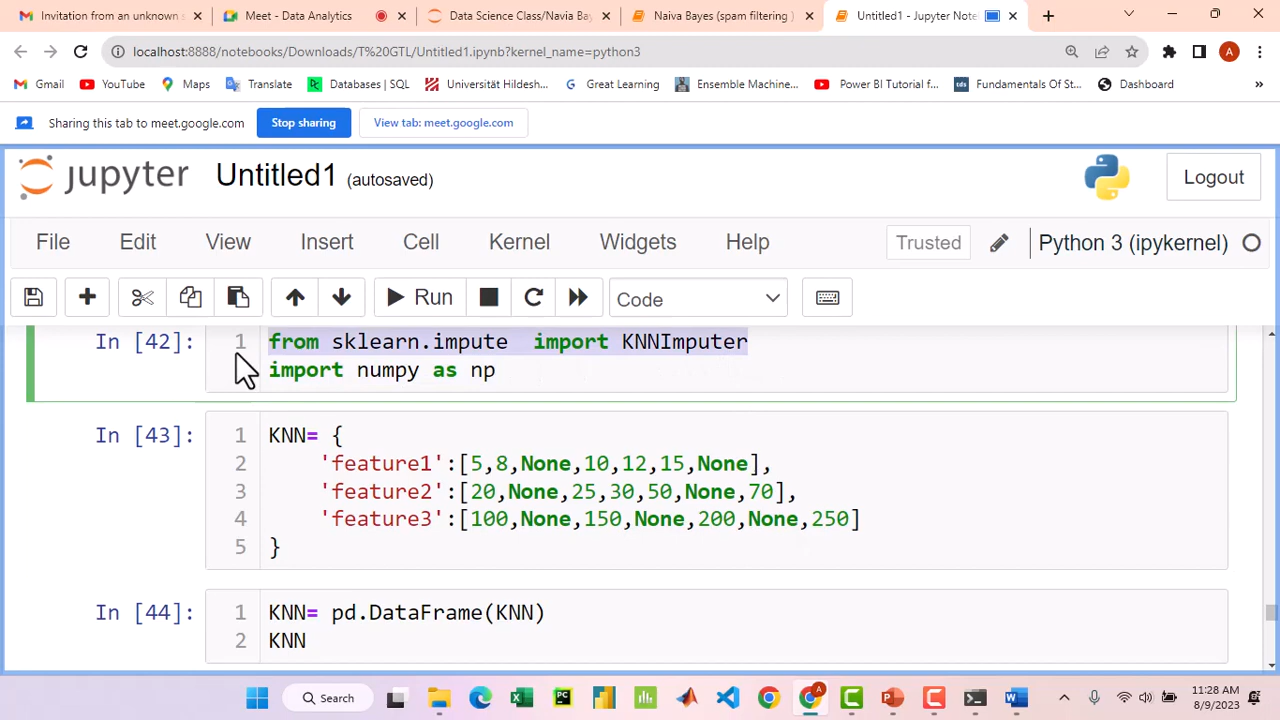 Invitation from an unknown s
Meet - Data Analytics
Data Science Class/Navia Bay
Naiva Bayes (spam filtering )
Untitled1 - Jupyter Note
localhost:8888/notebooks/Downloads/T%20GTL/Untitled1.ipynb?kernel_name=python3
A
Gmail
YouTube
Maps
Translate
Databases | SQL
Universität Hildesh...
Great Learning
Ensemble Machine...
Power BI Tutorial f...
Fundamentals Of St...
Dashboard
»
Sharing this tab to meet.google.com
Stop sharing
View tab: meet.google.com
jupyter
Untitled1 (autosaved)
Logout
File Edit View Insert Cell Kernel Widgets Help
Trusted
Python 3 (ipykernel)
Run
Code
In [42]:
1 from sklearn.impute  import KNNImputer
import numpy as np
In [43]:
1 KNN= {
2     'feature1':[5,8,None,10,12,15,None],
3     'feature2':[20,None,25,30,50,None,70],
4     'feature3':[100,None,150,None,200,None,250]
5 }
In [44]:
1 KNN= pd.DataFrame(KNN)
2 KNN
Search
11:28 AM
8/9/2023